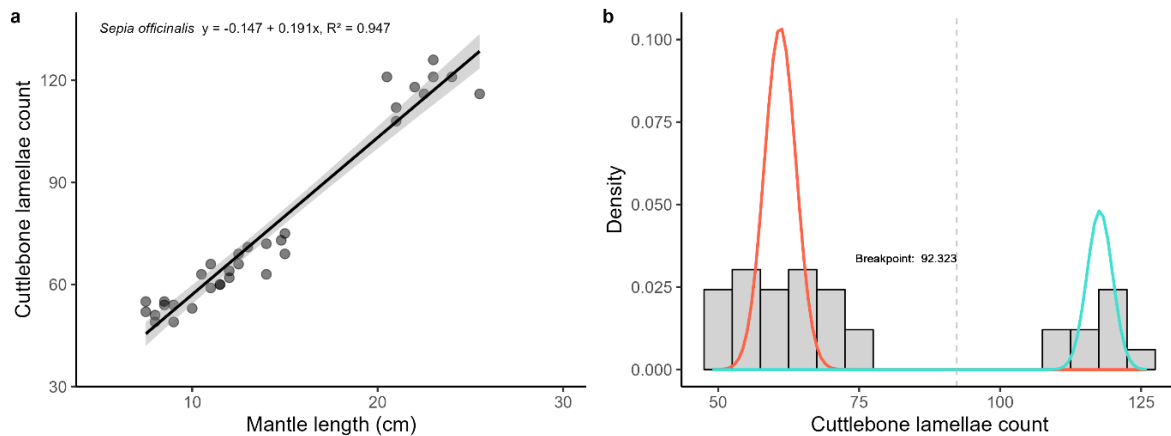 a
Sepia officinalis y = -0.147 + 0.191x, R² = 0.947
Cuttlebone lamellae count
120
90
60
30
10
20
30
Mantle length (cm)
b
Density
0.100
0.075
0.050
0.025
0.000
Breakpoint: 92.323
50
75
100
125
Cuttlebone lamellae count